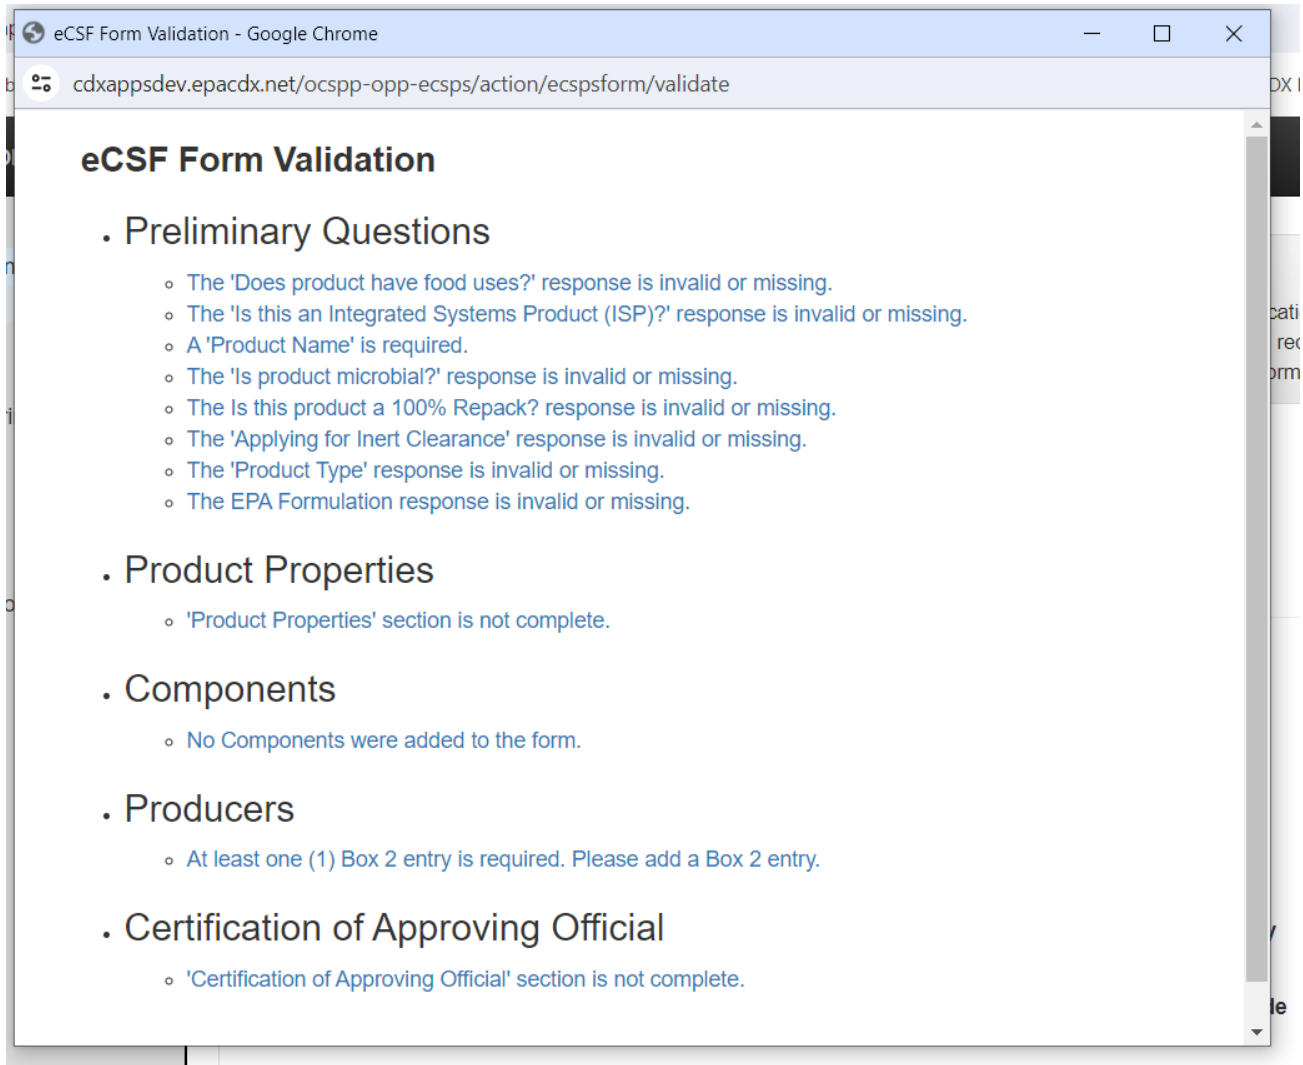 eCSF Form Validation - Google Chrome
cdxappsdev.epacdx.net/ocspp-opp-ecsps/action/ecspsform/validate
eCSF Form Validation
Preliminary Questions
The 'Does product have food uses?' response is invalid or missing.
The 'Is this an Integrated Systems Product (ISP)?' response is invalid or missing.
A 'Product Name' is required.
The 'Is product microbial?' response is invalid or missing.
The Is this product a 100% Repack? response is invalid or missing.
The 'Applying for Inert Clearance' response is invalid or missing.
The 'Product Type' response is invalid or missing.
The EPA Formulation response is invalid or missing.
Product Properties
'Product Properties' section is not complete.
Components
No Components were added to the form.
Producers
At least one (1) Box 2 entry is required. Please add a Box 2 entry.
Certification of Approving Official
'Certification of Approving Official' section is not complete.